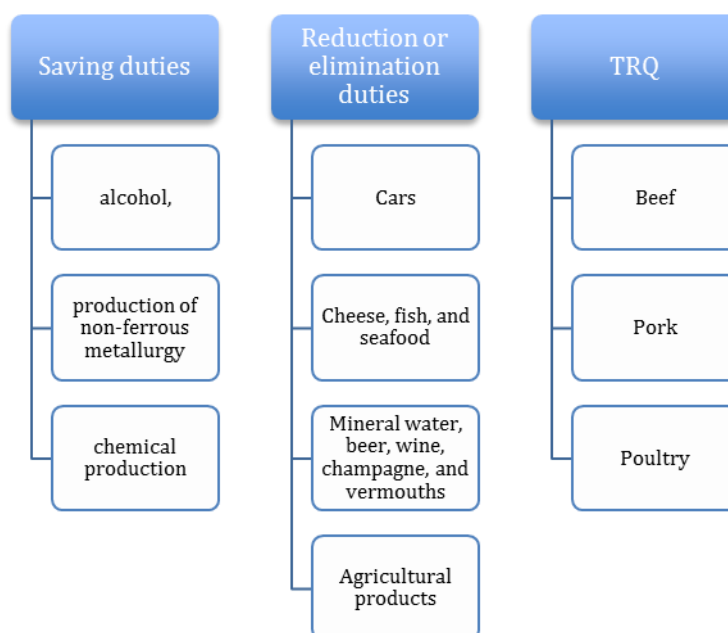 Saving duties
alcohol,
production of
non-ferrous
metallurgy
chemical
production
Reduction or
elimination
duties
Cars
Cheese, fish, and
seafood
Mineral water,
beer, wine,
champagne, and
vermouths
Agricultural
products
TRQ
Beef
Pork
Poultry